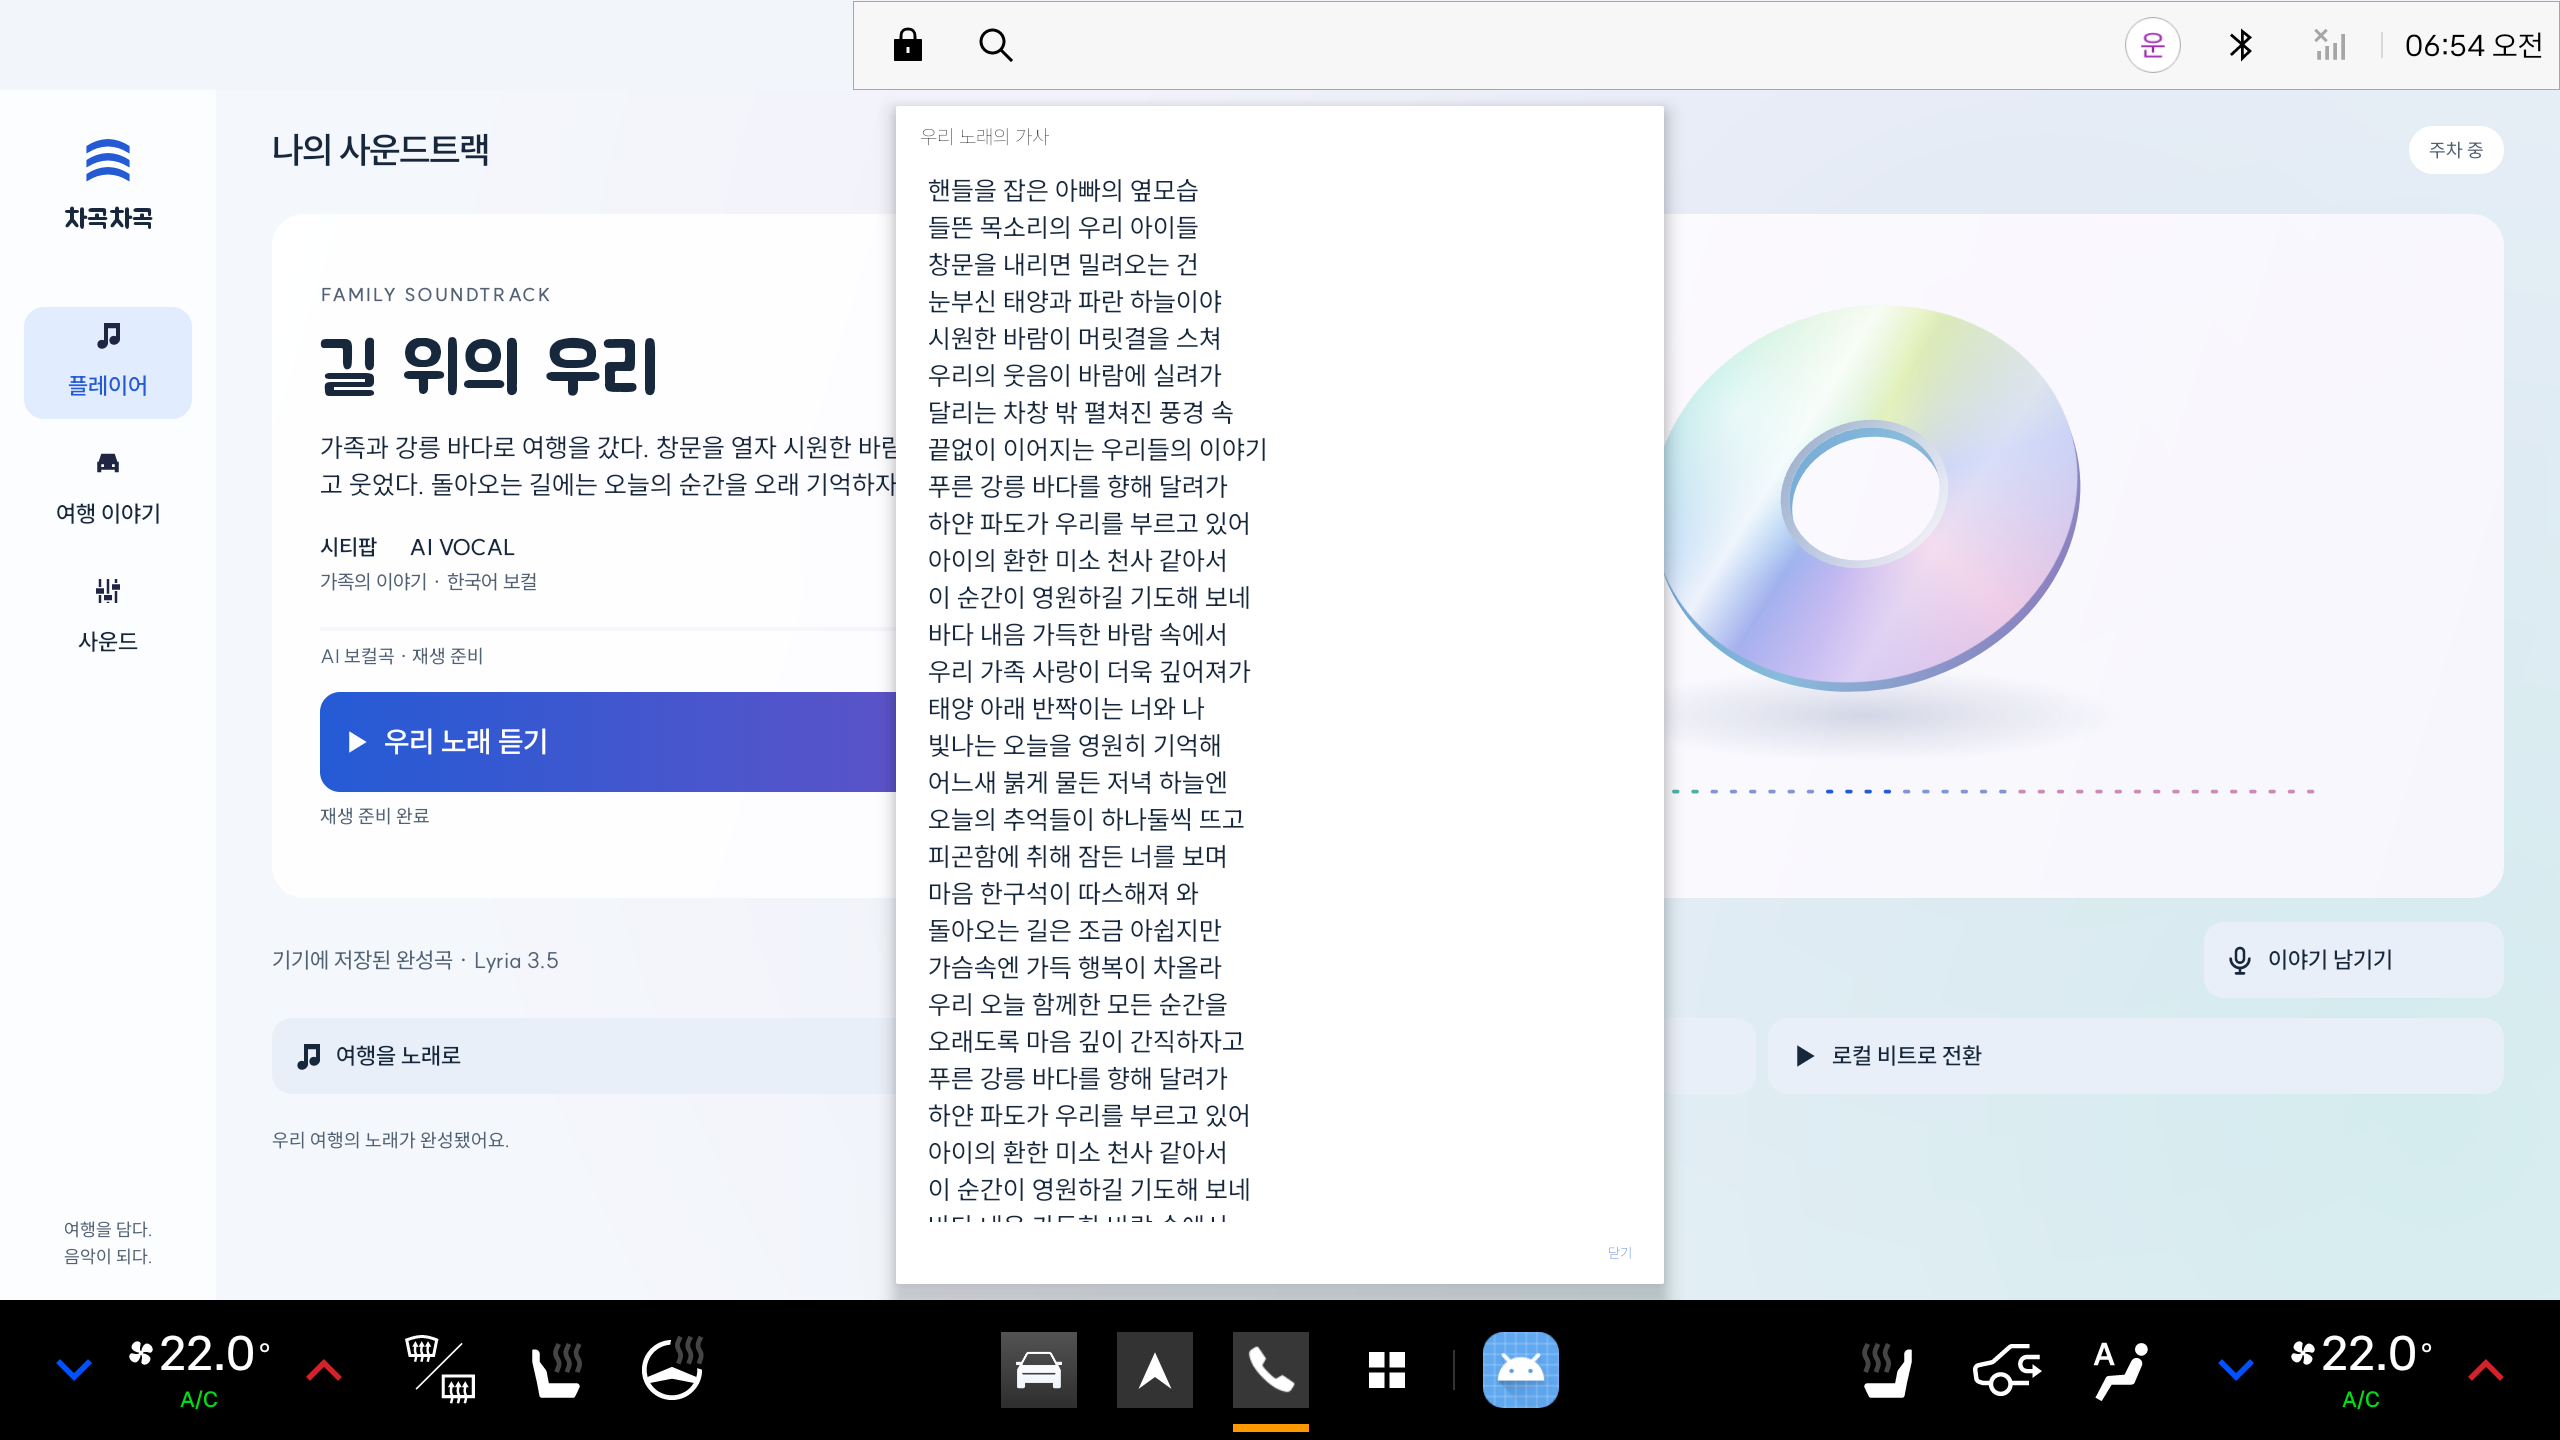 운
06:54 오전
차곡차곡
플레이어
여행 이야기
사운드
여행을 담다.
음악이 되다.
나의 사운드트랙
주차 중
FAMILY SOUNDTRACK
길 위의 우리
가족과 강릉 바다로 여행을 갔다. 창문을 열자 시원한 바람
고 웃었다. 돌아오는 길에는 오늘의 순간을 오래 기억하자
시티팝 AI VOCAL
가족의 이야기 · 한국어 보컬
AI 보컬곡 · 재생 준비
우리 노래 듣기
재생 준비 완료
기기에 저장된 완성곡 · Lyria 3.5
이야기 남기기
여행을 노래로
로컬 비트로 전환
우리 여행의 노래가 완성됐어요.
우리 노래의 가사
핸들을 잡은 아빠의 옆모습
들뜬 목소리의 우리 아이들
창문을 내리면 밀려오는 건
눈부신 태양과 파란 하늘이야
시원한 바람이 머릿결을 스쳐
우리의 웃음이 바람에 실려가
달리는 차창 밖 펼쳐진 풍경 속
끝없이 이어지는 우리들의 이야기
푸른 강릉 바다를 향해 달려가
하얀 파도가 우리를 부르고 있어
아이의 환한 미소 천사 같아서
이 순간이 영원하길 기도해 보네
바다 내음 가득한 바람 속에서
우리 가족 사랑이 더욱 깊어져가
태양 아래 반짝이는 너와 나
빛나는 오늘을 영원히 기억해
어느새 붉게 물든 저녁 하늘엔
오늘의 추억들이 하나둘씩 뜨고
피곤함에 취해 잠든 너를 보며
마음 한구석이 따스해져 와
돌아오는 길은 조금 아쉽지만
가슴속엔 가득 행복이 차올라
우리 오늘 함께한 모든 순간을
오래도록 마음 깊이 간직하자고
푸른 강릉 바다를 향해 달려가
하얀 파도가 우리를 부르고 있어
아이의 환한 미소 천사 같아서
이 순간이 영원하길 기도해 보네
바다 내음 가득한 바람 속에서
닫기
22.0°
A/C
A
22.0°
A/C